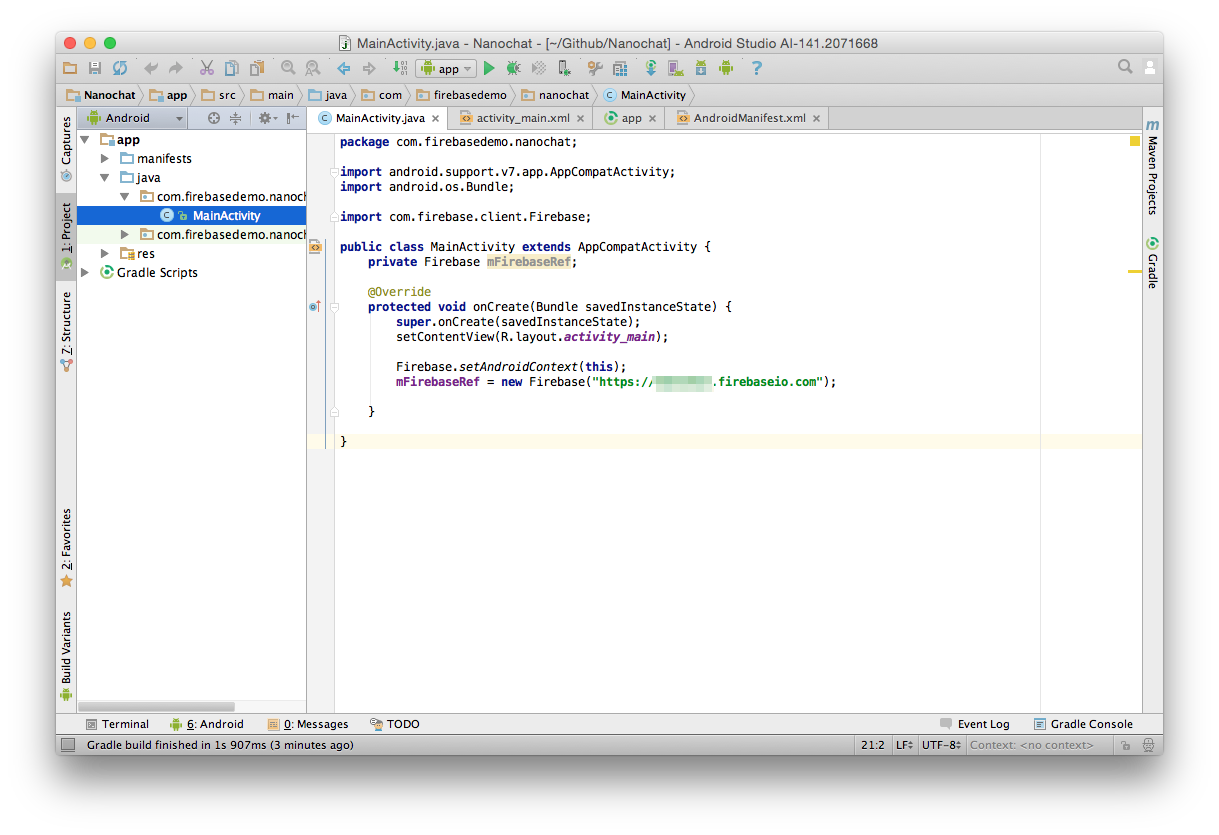 MainActivity.java - Nanochat - [~/Github/Nanochat] - Android Studio AI-141.2071668
app
Nanochat app src main java com firebasedemo nanochat MainActivity
Android
MainActivity.java activity_main.xml app AndroidManifest.xml
Captures
1: Project
Z: Structure
2: Favorites
Build Variants
app
manifests
java
com.firebasedemo.nanoch
MainActivity
com.firebasedemo.nanoch
res
Gradle Scripts
package com.firebasedemo.nanochat;
import android.support.v7.app.AppCompatActivity;
import android.os.Bundle;
import com.firebase.client.Firebase;
public class MainActivity extends AppCompatActivity {
private Firebase mFirebaseRef;
@Override
protected void onCreate(Bundle savedInstanceState) {
super.onCreate(savedInstanceState);
setContentView(R.layout.activity_main);
Firebase.setAndroidContext(this);
mFirebaseRef = new Firebase("https:// .firebaseio.com");
}
}
m
Maven Projects
Gradle
Terminal 6: Android 0: Messages TODO Event Log Gradle Console
Gradle build finished in 1s 907ms (3 minutes ago) 21:2 LF UTF-8 Context: <no context>